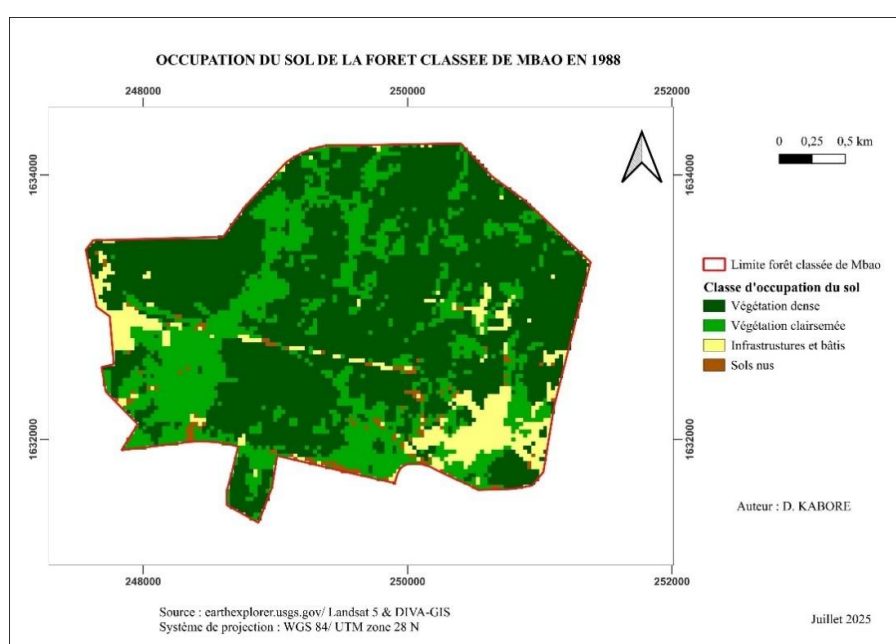 OCCUPATION DU SOL DE LA FORET CLASSEE DE MBAO EN 1988
248000 250000 252000
1634000 1634000
0 0,25 0,5 km
Limite forêt classée de Mbao
Classe d'occupation du sol
Végétation dense
Végétation clairsemée
Infrastrustures et bâtis
Sols nus
1632000 1632000
Auteur : D. KABORE
248000 250000 252000
Source : earthexplorer.usgs.gov/ Landsat 5 & DIVA-GIS
Système de projection : WGS 84/ UTM zone 28 N
Juillet 2025